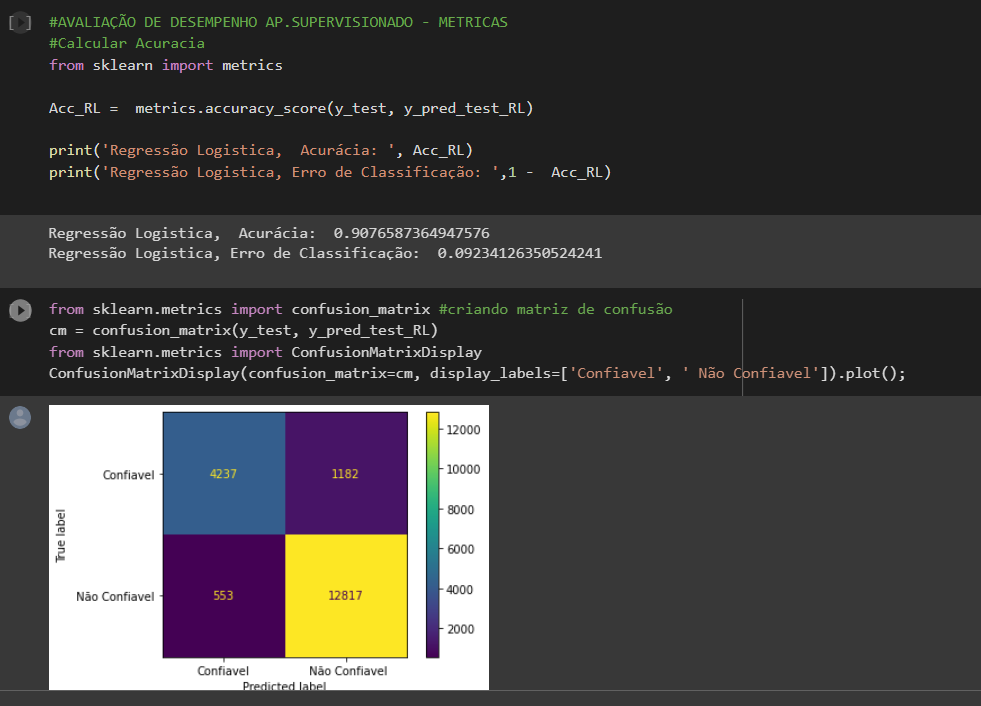 #AVALIAÇÃO DE DESEMPENHO AP.SUPERVISIONADO - METRICAS
#Calcular Acuracia
from sklearn import metrics
Acc_RL =  metrics.accuracy_score(y_test, y_pred_test_RL)
print('Regressão Logistica,  Acurácia: ', Acc_RL)
print('Regressão Logistica, Erro de Classificação: ',1 -  Acc_RL)
Regressão Logistica,  Acurácia:  0.9076587364947576
Regressão Logistica, Erro de Classificação:  0.09234126350524241
from sklearn.metrics import confusion_matrix #criando matriz de confusão
cm = confusion_matrix(y_test, y_pred_test_RL)
from sklearn.metrics import ConfusionMatrixDisplay
ConfusionMatrixDisplay(confusion_matrix=cm, display_labels=['Confiavel', ' Não Confiavel']).plot();
True label
Confiavel
4237
1182
Não Confiavel
553
12817
Confiavel
Não Confiavel
Predicted label
12000
10000
8000
6000
4000
2000